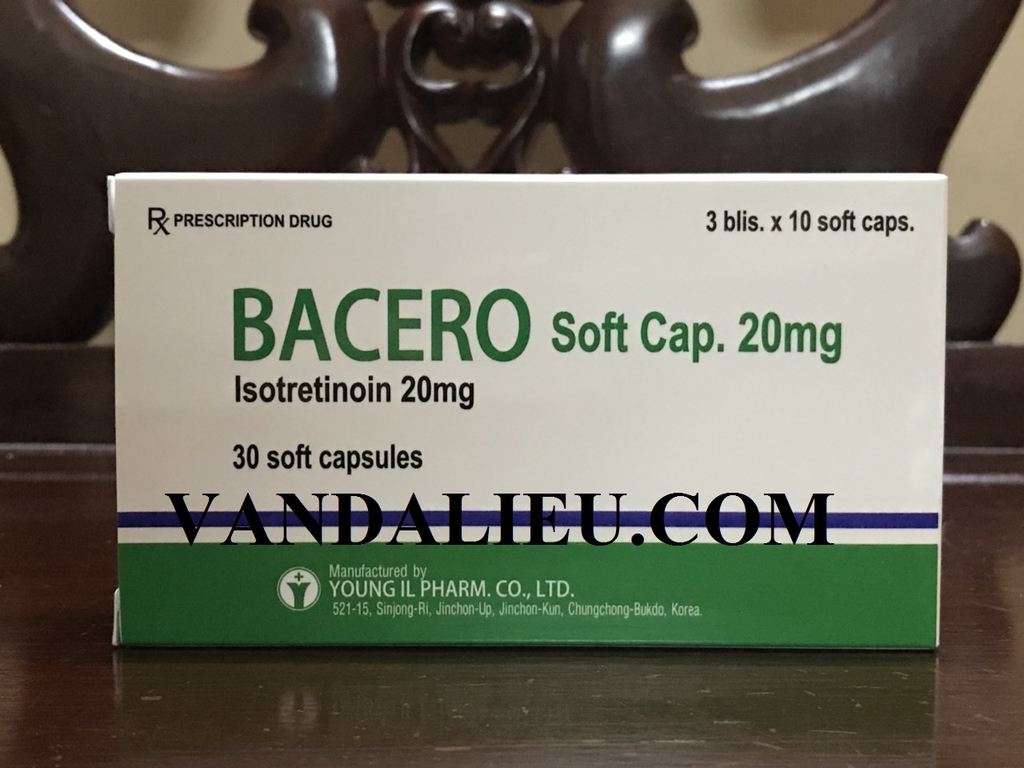 Rx PRESCRIPTION DRUG
3 blis. x 10 soft caps.
BACERO Soft Cap. 20mg
Isotretinoin 20mg
30 soft capsules
VANDALIEU.COM
Manufactured by
YOUNG IL PHARM. CO., LTD.
521-15, Sinjong-Ri, Jinchon-Up, Jinchon-Kun, Chungchong-Bukdo, Korea.